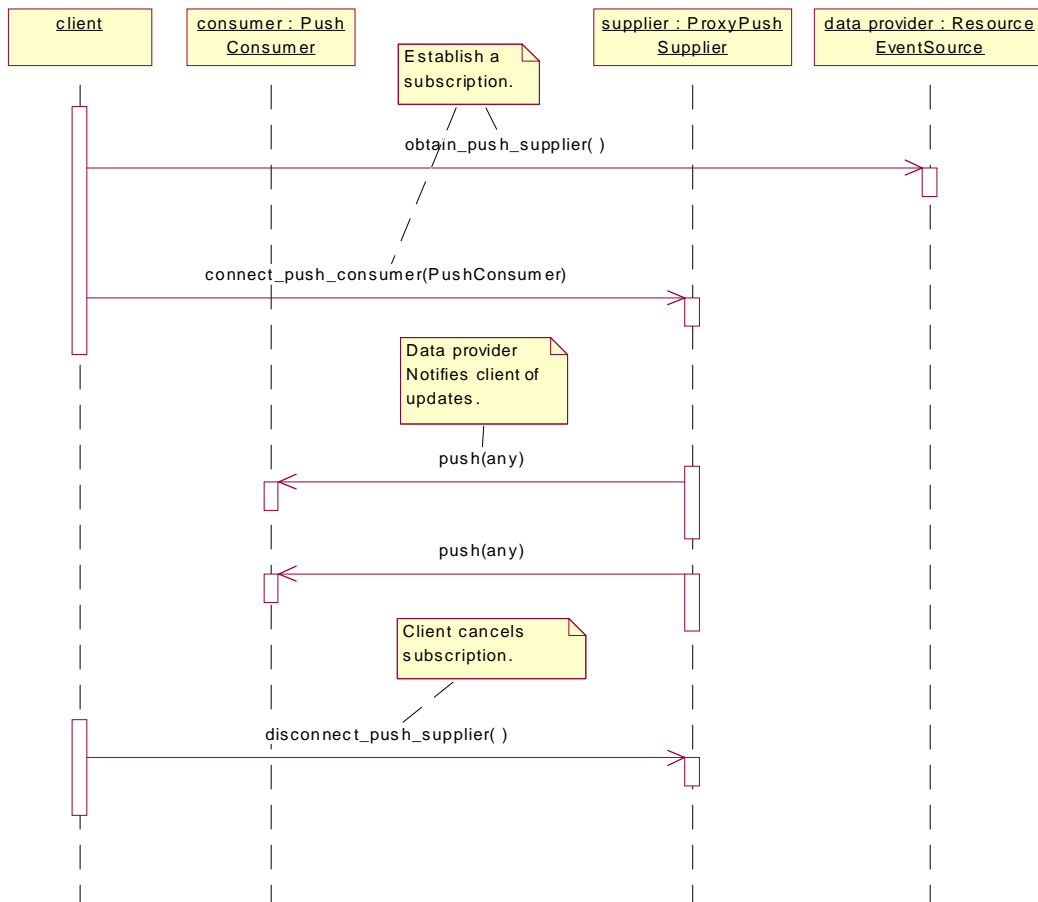 client
consumer : Push
Consumer
supplier : ProxyPush
Supplier
data provider : Resource
EventSource
Establish a
subscription.
obtain_push_supplier( )
connect_push_consumer(PushConsumer)
Data provider
Notifies client of
updates.
push(any)
push(any)
Client cancels
subscription.
disconnect_push_supplier( )